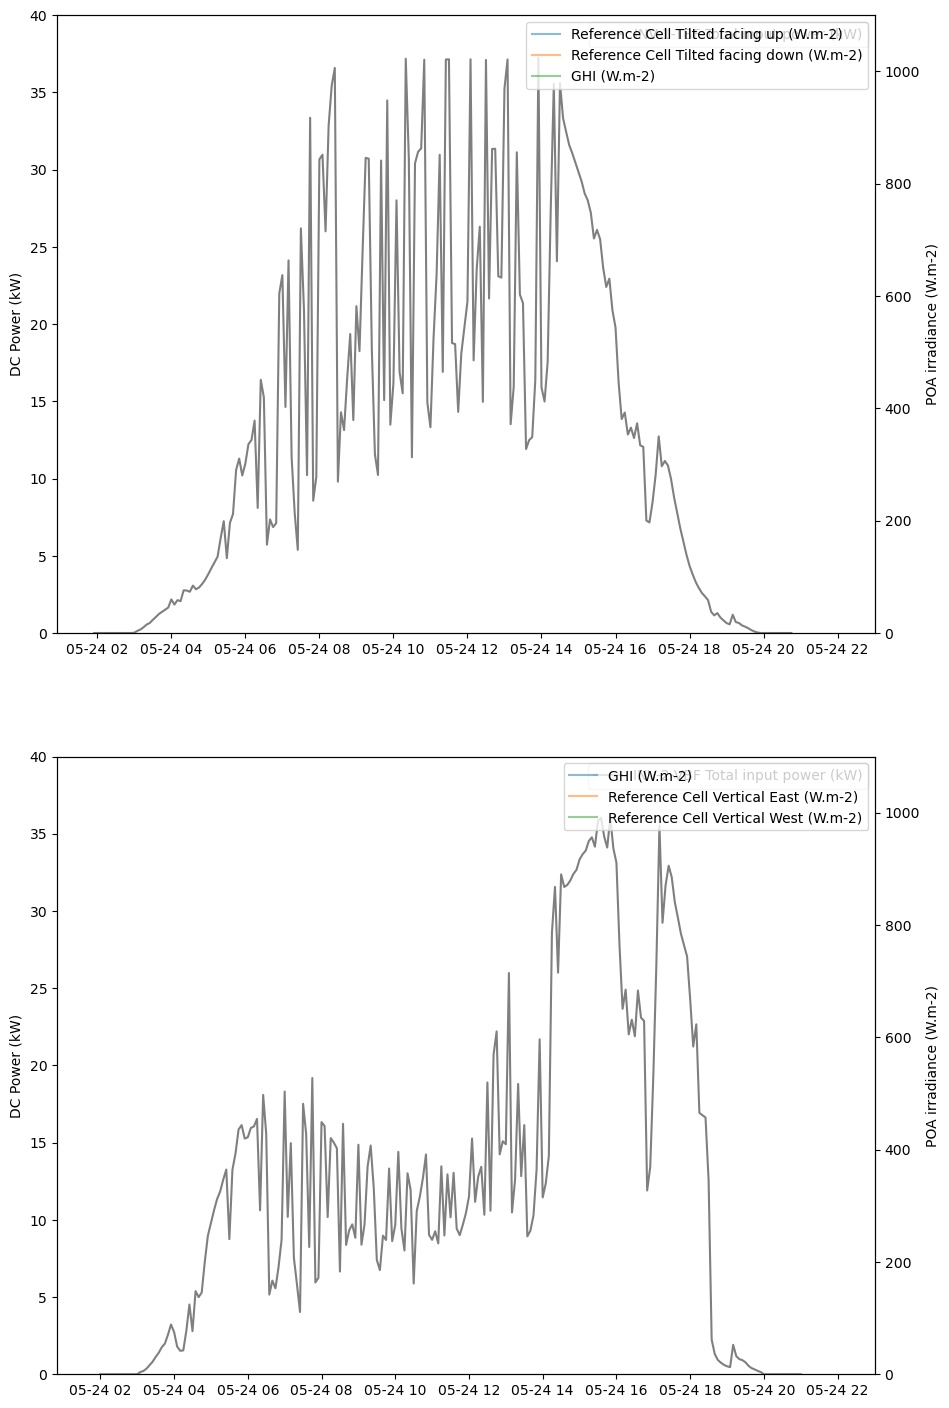 Reference Cell Tilted facing up (W.m-2)
Reference Cell Tilted facing down (W.m-2)
GHI (W.m-2)
DC Power (kW)
40
35
30
25
20
15
10
5
0
1000
800
600
400
200
0
POA irradiance (W.m-2)
05-24 02 05-24 04 05-24 06 05-24 08 05-24 10 05-24 12 05-24 14 05-24 16 05-24 18 05-24 20 05-24 22
GHI (W.m-2) Total input power (kW)
Reference Cell Vertical East (W.m-2)
Reference Cell Vertical West (W.m-2)
DC Power (kW)
40
35
30
25
20
15
10
5
0
1000
800
600
400
200
0
POA irradiance (W.m-2)
05-24 02 05-24 04 05-24 06 05-24 08 05-24 10 05-24 12 05-24 14 05-24 16 05-24 18 05-24 20 05-24 22